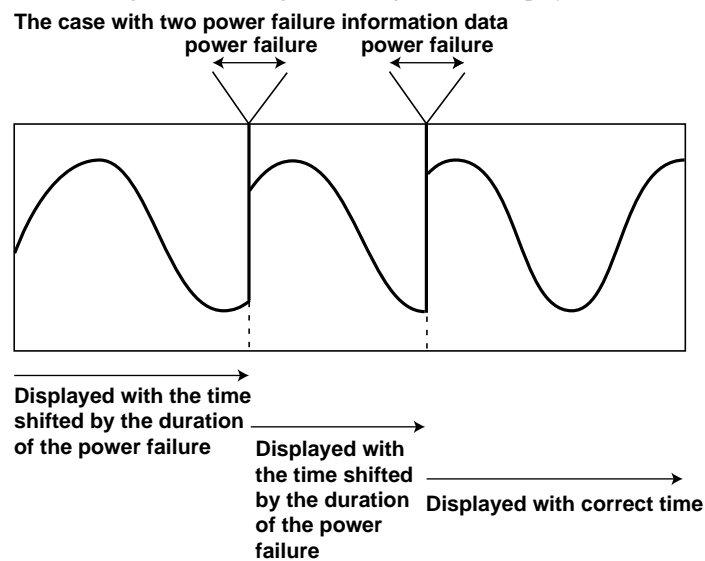 The case with two power failure information data
power failure
power failure
Displayed with the time
shifted by the duration
of the power failure
Displayed with
the time shifted
by the duration
of the power
failure
Displayed with correct time